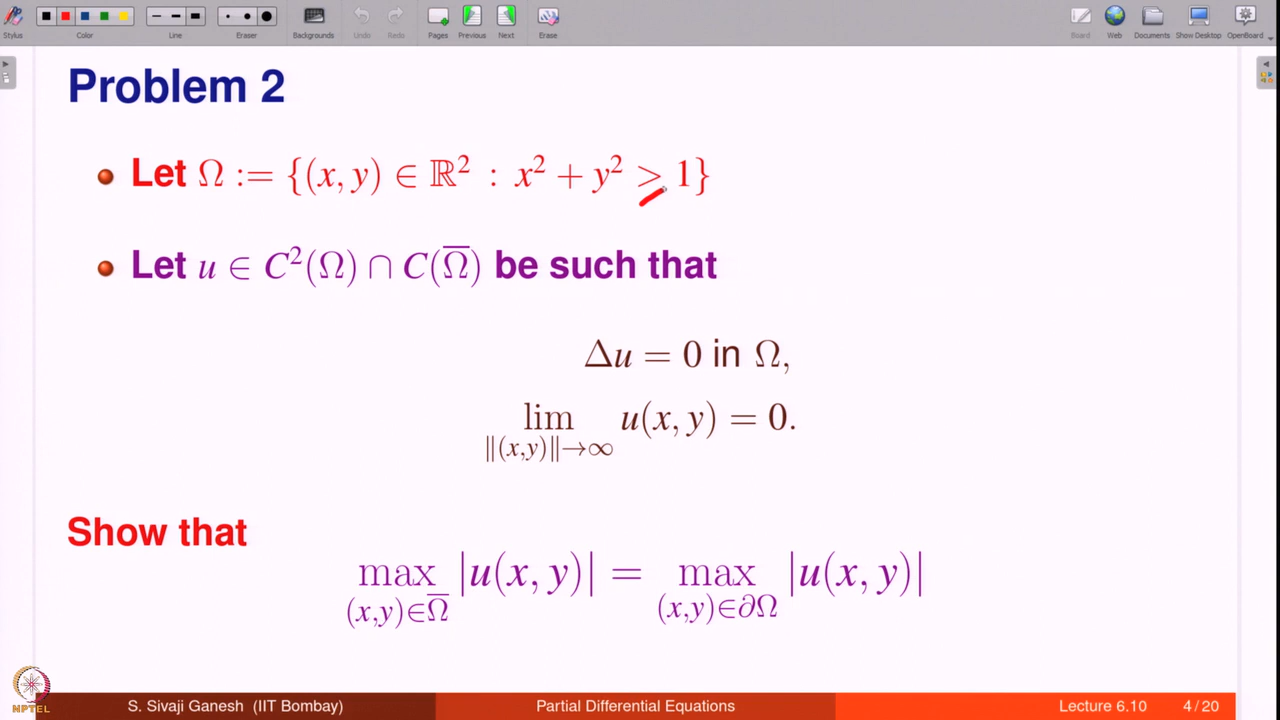 Stylus Color Line Eraser Backgrounds Undo Redo Pages Previous Next Erase Board Web Documents Show Desktop OpenBoard
Problem 2
Let Ω := {(x, y) ∈ ℝ² : x² + y² > 1}
Let u ∈ C²(Ω) ∩ C(Ω̅) be such that
Δu = 0 in Ω,
lim u(x, y) = 0.
‖(x,y)‖→∞
Show that
max |u(x, y)| = max |u(x, y)|
(x,y)∈Ω̅ (x,y)∈∂Ω
NPTEL
S. Sivaji Ganesh (IIT Bombay) Partial Differential Equations Lecture 6.10 4/20